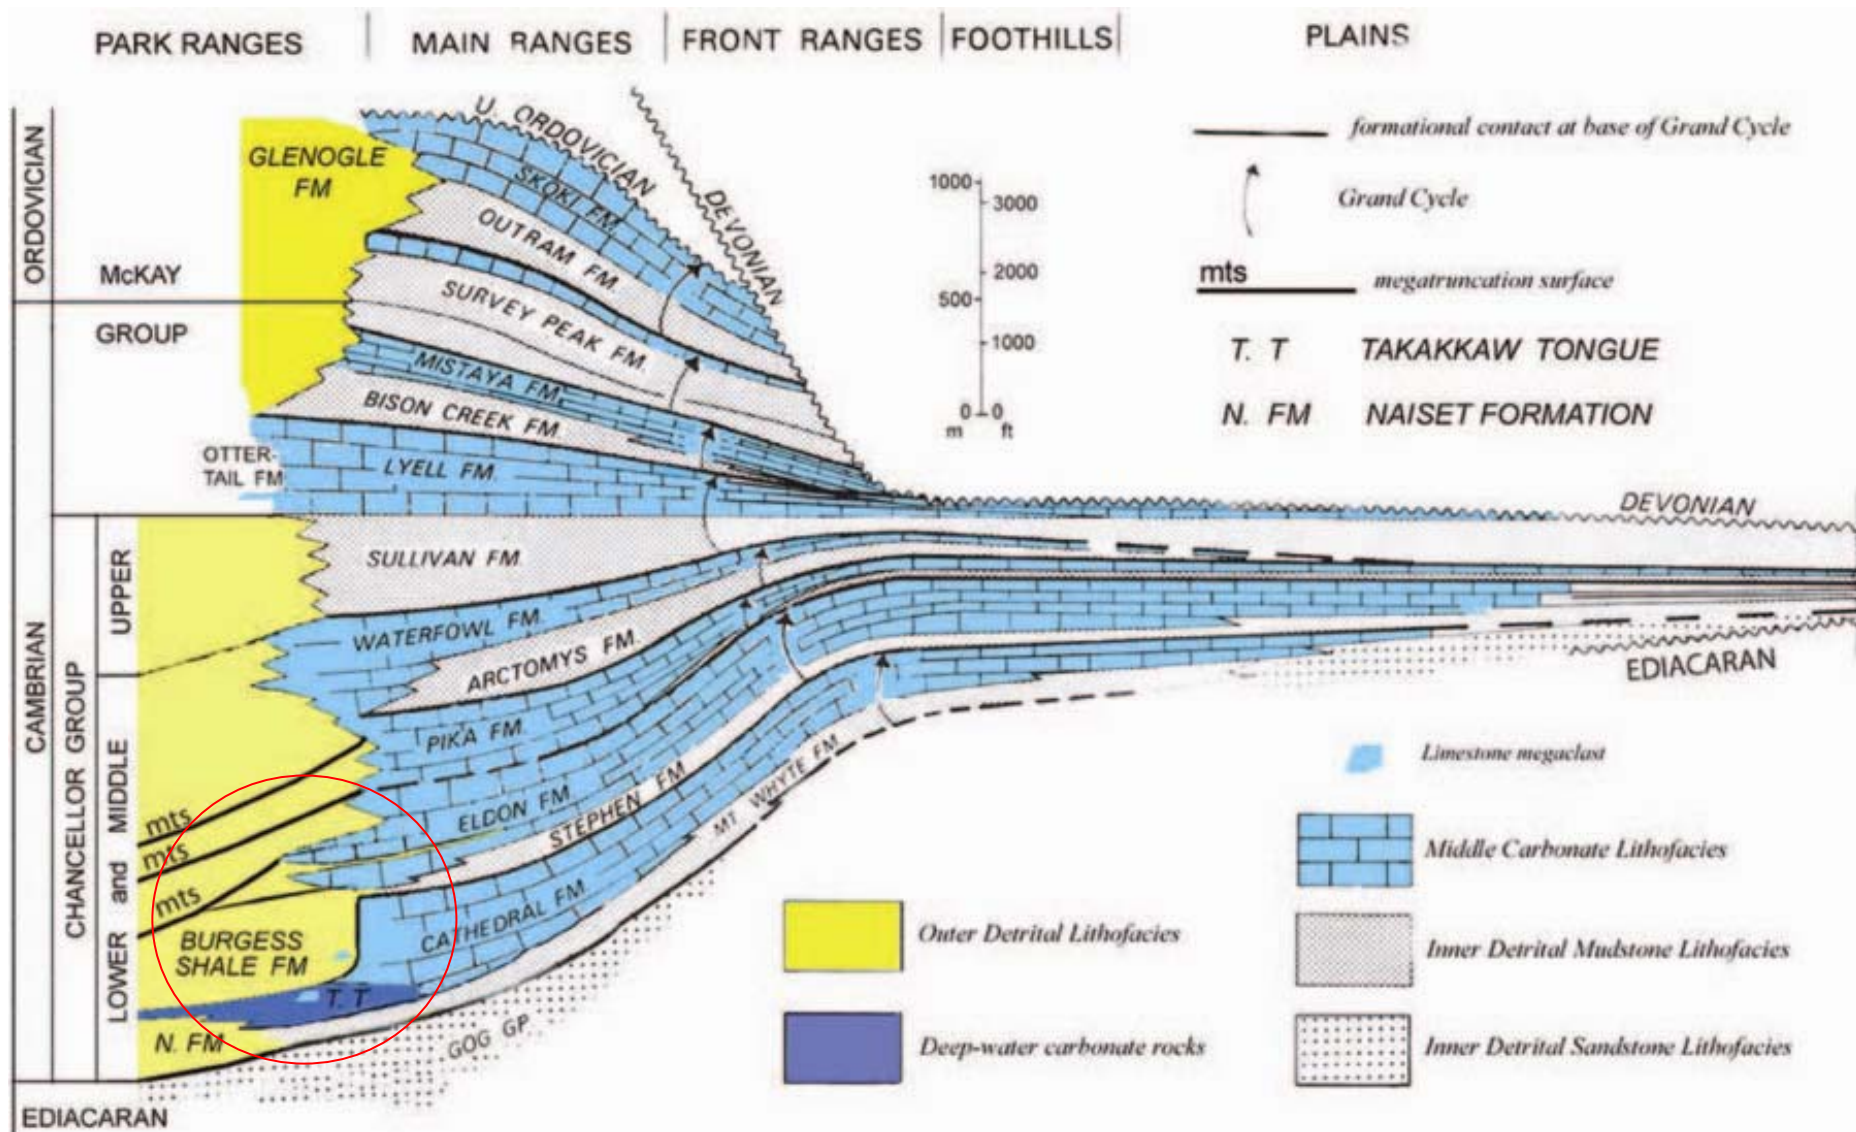 PARK RANGES
MAIN RANGES
FRONT RANGES
FOOTHILLS
PLAINS
ORDOVICIAN
CAMBRIAN
CHANCELLOR GROUP
UPPER
LOWER and MIDDLE
EDIACARAN
McKAY
GROUP
GLENOGLE
FM
U. ORDOVICIAN
DEVONIAN
SKOKI FM.
OUTRAM FM.
SURVEY PEAK FM.
MISTAYA FM.
BISON CREEK FM.
OTTER-
TAIL FM
LYELL FM.
SULLIVAN FM.
WATERFOWL FM.
ARCTOMYS FM.
PIKA FM.
ELDON FM.
STEPHEN FM
CATHEDRAL FM.
MT WHYTE FM.
GOG GP.
mts
mts
mts
BURGESS
SHALE FM
T. T
N. FM
1000
3000
2000
500
1000
0 0
m ft
DEVONIAN
EDIACARAN
formational contact at base of Grand Cycle
Grand Cycle
mts megatruncation surface
T. T TAKAKKAW TONGUE
N. FM NAISET FORMATION
Limestone megaclast
Middle Carbonate Lithofacies
Outer Detrital Lithofacies
Inner Detrital Mudstone Lithofacies
Deep-water carbonate rocks
Inner Detrital Sandstone Lithofacies